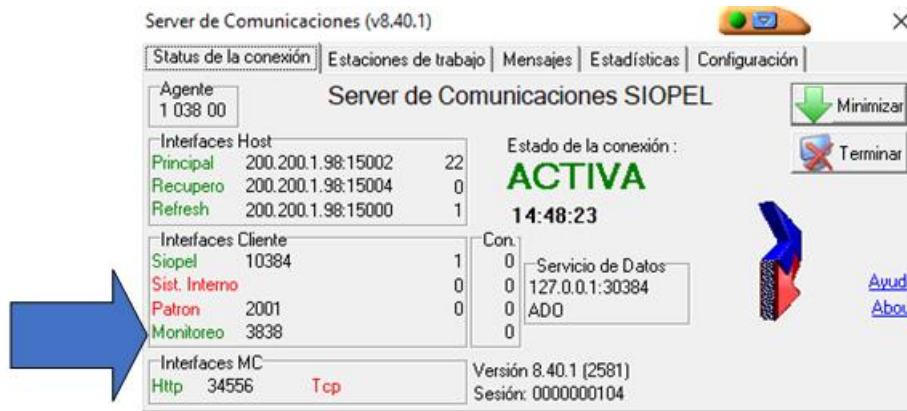 Server de Comunicaciones (v8.40.1)
Status de la conexión Estaciones de trabajo Mensajes Estadísticas Configuración
Agente
1 038 00
Server de Comunicaciones SIOPEL
Minimizar
Terminar
Interfaces Host
Principal 200.200.1.98:15002 22
Recupero 200.200.1.98:15004 0
Refresh 200.200.1.98:15000 1
Estado de la conexión :
ACTIVA
14:48:23
Interfaces Cliente
Siopel 10384 1
Sist. Interno 0
Patron 2001 0
Monitoreo 3838
Con.
0
0
0
0
Servicio de Datos
127.0.0.1:30384
ADO
Ayud
Abou
Interfaces MC
Http 34556 Tcp
Versión 8.40.1 (2581)
Sesión: 0000000104